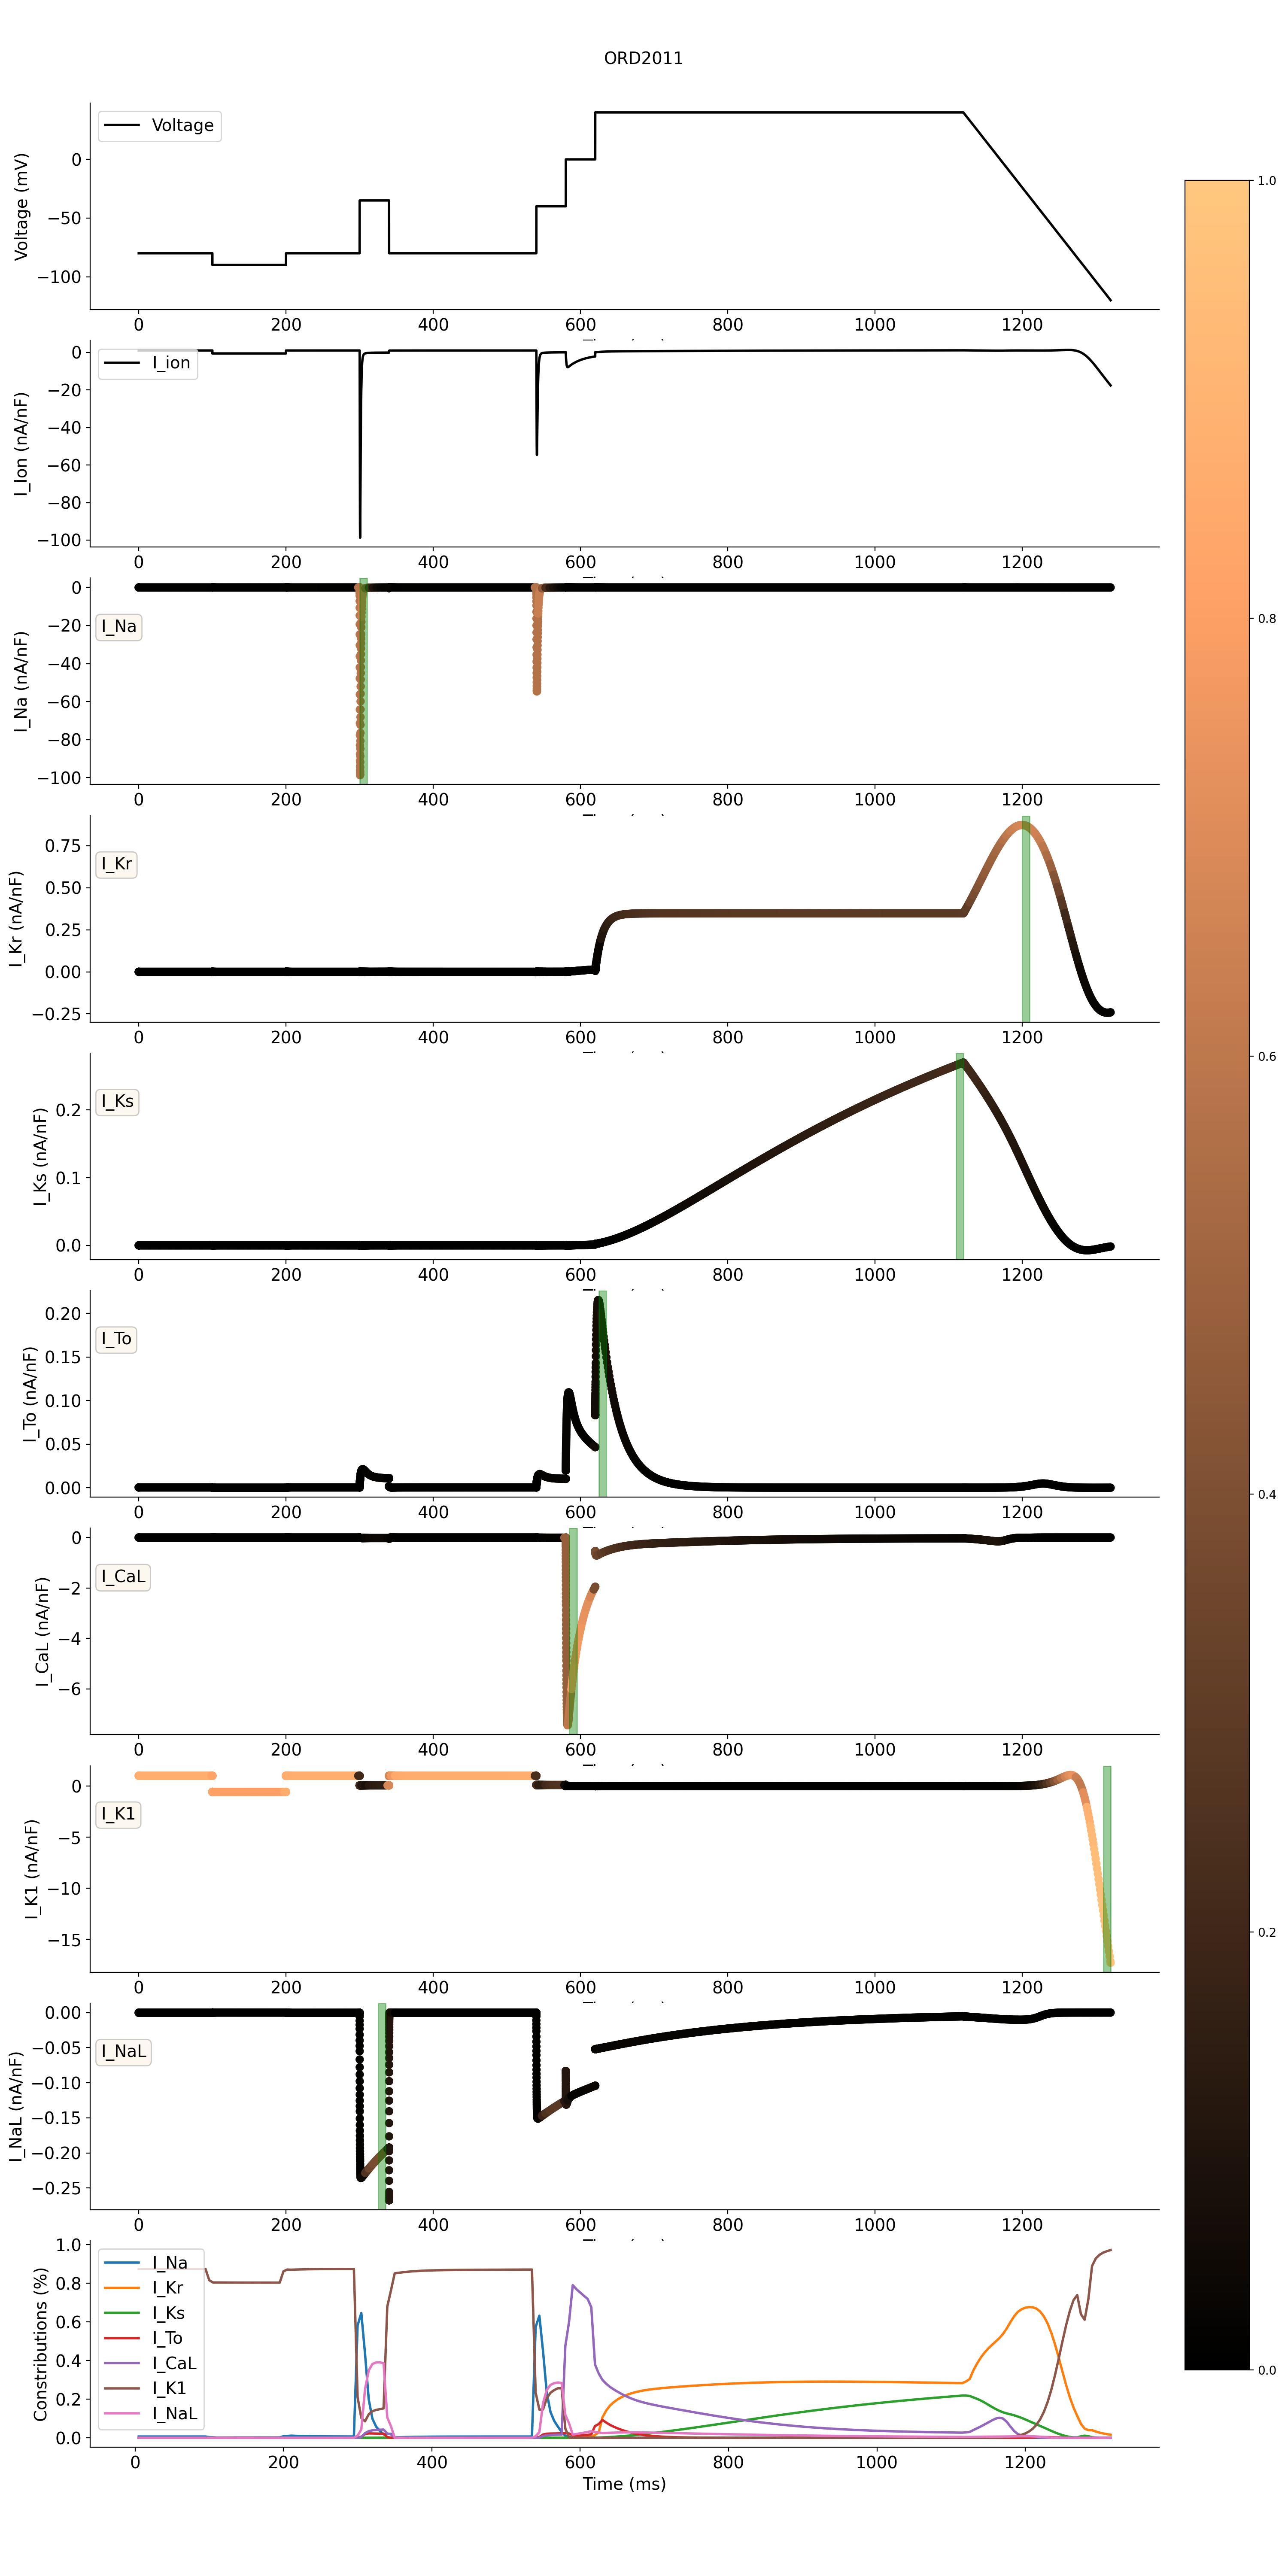 ORD2011
Voltage
Voltage (mV)
0
−50
−100
0 200 400 600 800 1000 1200
I_ion
I_Ion (nA/nF)
0
−20
−40
−60
−80
−100
0 200 400 600 800 1000 1200
I_Na
I_Na (nA/nF)
0
−20
−40
−60
−80
−100
0 200 400 600 800 1000 1200
I_Kr
I_Kr (nA/nF)
0.75
0.50
0.25
0.00
−0.25
0 200 400 600 800 1000 1200
I_Ks
I_Ks (nA/nF)
0.2
0.1
0.0
0 200 400 600 800 1000 1200
I_To
I_To (nA/nF)
0.20
0.15
0.10
0.05
0.00
0 200 400 600 800 1000 1200
I_CaL
I_CaL (nA/nF)
0
−2
−4
−6
0 200 400 600 800 1000 1200
I_K1
I_K1 (nA/nF)
0
−5
−10
−15
0 200 400 600 800 1000 1200
I_NaL
I_NaL (nA/nF)
0.00
−0.05
−0.10
−0.15
−0.20
−0.25
0 200 400 600 800 1000 1200
I_Na
I_Kr
I_Ks
I_To
I_CaL
I_K1
I_NaL
Constributions (%)
1.0
0.8
0.6
0.4
0.2
0.0
0 200 400 600 800 1000 1200
Time (ms)
1.0
0.8
0.6
0.4
0.2
0.0